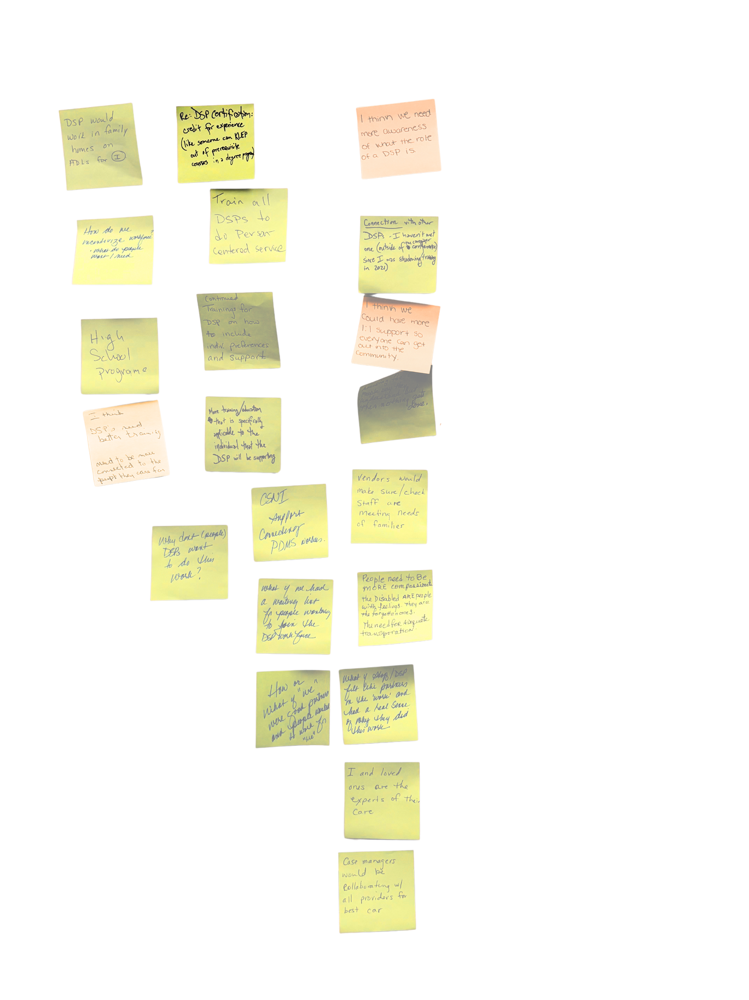 DSP would
work in family
homes on
ADLs for I
How do we
incentivize workforce?
• what do people
want / need
High
School
Programs
I think
DSP's need
better training
need to be more
connected to the
peopl they care for
Re: DSP certification:
credit for experience
(like someone can KLEP
out of prerequisite
courses in a degree program)
Train all
DSPS to
do Person
Centered service
Continued
Trainings for
DSP on how
to include
indiv. preferences
and support
More training/education
that is specifically
applicable to the
individual that the
DSP will be supporting
Why dont (people)
DSPs want
to do this
work?
CSNI
support
Connecting
PDMS workers.
What if we had
a waiting list
for people wanting
to join the
DSP workforce
How or
what if "we"
were good partners
and people wanted
to work for
"me"
I think we need
more awareness
of what the role
of a DSP is.
Connection with other
DSPs - I haven't met
one (outside of the caregiver conference)
since I was shadowing/training
in 2021)
I think we
Could have more
1:1 support so
everyone can get
out into the
community.
then nothing gets
done.
Vendors would
make sure/check
Staff are
meeting needs
of families
People need to Be
MORE compassionate
the Disabled ARE people
with feelings. they are
the forgotten ones.
The need for Adequate
transporation.
What if staff/DSP
felt like partners
in the 'work' and
had a real sense
of why they did
this work
I and loved
ones are the
experts of their
care
Case managers
would be
collaborating w/
all providers for
best car